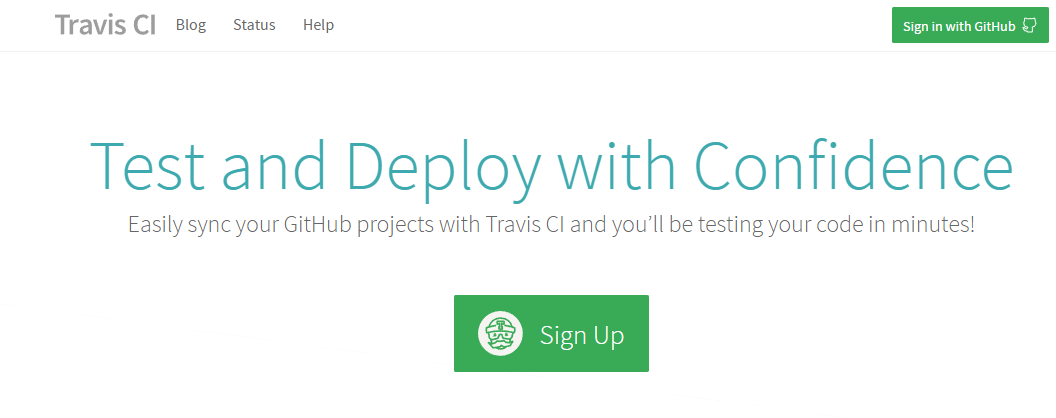 Travis CI Blog Status Help Sign in with GitHub
Test and Deploy with Confidence
Easily sync your GitHub projects with Travis CI and you’ll be testing your code in minutes!
Sign Up